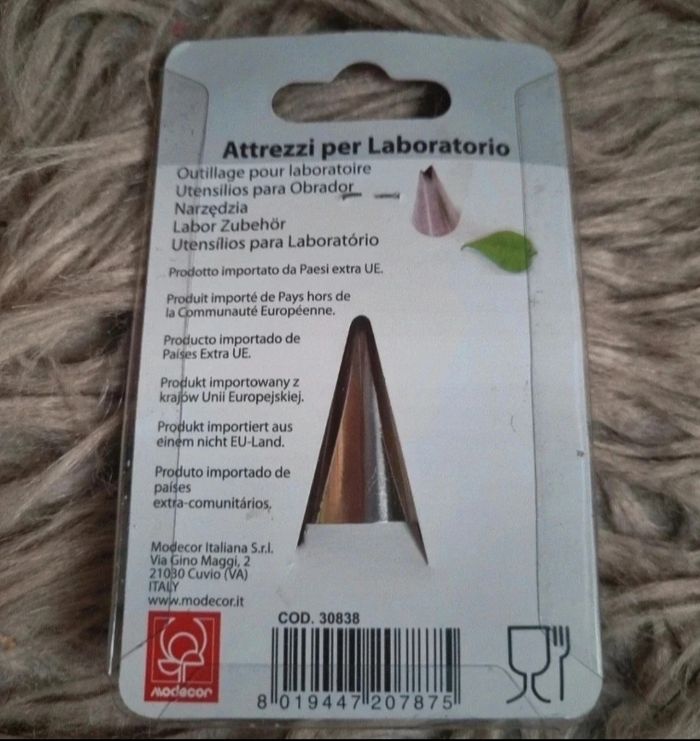 Attrezzi per Laboratorio
Outillage pour laboratoire
Utensilios para Obrador
Narzędzia
Labor Zubehör
Utensílios para Laboratório
Prodotto importato da Paesi extra UE.
Produit importé de Pays hors de
la Communauté Européenne.
Producto importado de
Países Extra UE.
Produkt importowany z
krajów Unii Europejskiej.
Produkt importiert aus
einem nicht EU-Land.
Produto importado de
países
extra-comunitários.
Modecor Italiana S.r.l.
Via Gino Maggi, 2
21030 Cuvio (VA)
ITALY
www.modecor.it
modecor
COD. 30838
8 019447 207875